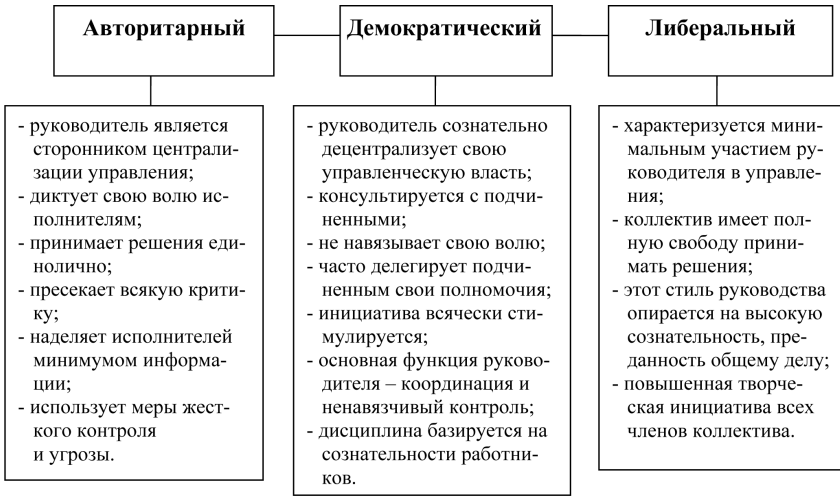 Авторитарный
Демократический
Либеральный
- руководитель является
сторонником централи-
зации управления;
- диктует свою волю ис-
полнителям;
- принимает решения еди-
нолично;
- пресекает всякую крити-
ку;
- наделяет исполнителей
минимумом информа-
ции;
- использует меры жест-
кого контроля
и угрозы.
- руководитель сознательно
децентрализует свою
управленческую власть;
- консультируется с подчи-
ненными;
- не навязывает свою волю;
- часто делегирует подчи-
ненным свои полномочия;
- инициатива всячески сти-
мулируется;
- основная функция руково-
дителя – координация и
ненавязчивый контроль;
- дисциплина базируется на
сознательности работни-
ков.
- характеризуется мини-
мальным участием ру-
ководителя в управле-
ния;
- коллектив имеет пол-
ную свободу прини-
мать решения;
- этот стиль руководства
опирается на высокую
сознательность, пре-
данность общему делу;
- повышенная творче-
ская инициатива всех
членов коллектива.